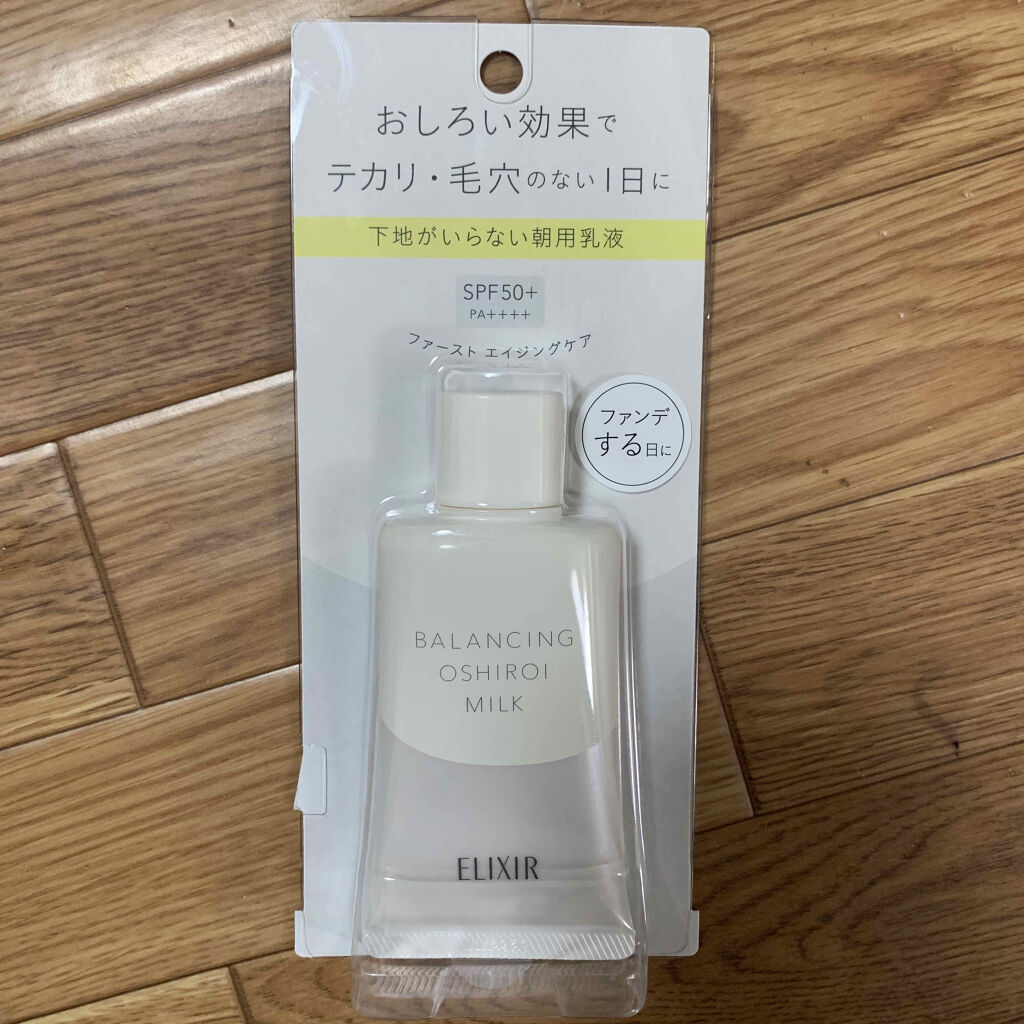 おしろい効果で
テカリ・毛穴のない1日に
下地がいらない朝用乳液
SPF50+
PA++++
ファースト エイジングケア
ファンデ
する日に
BALANCING
OSHIROI
MILK
ELIXIR